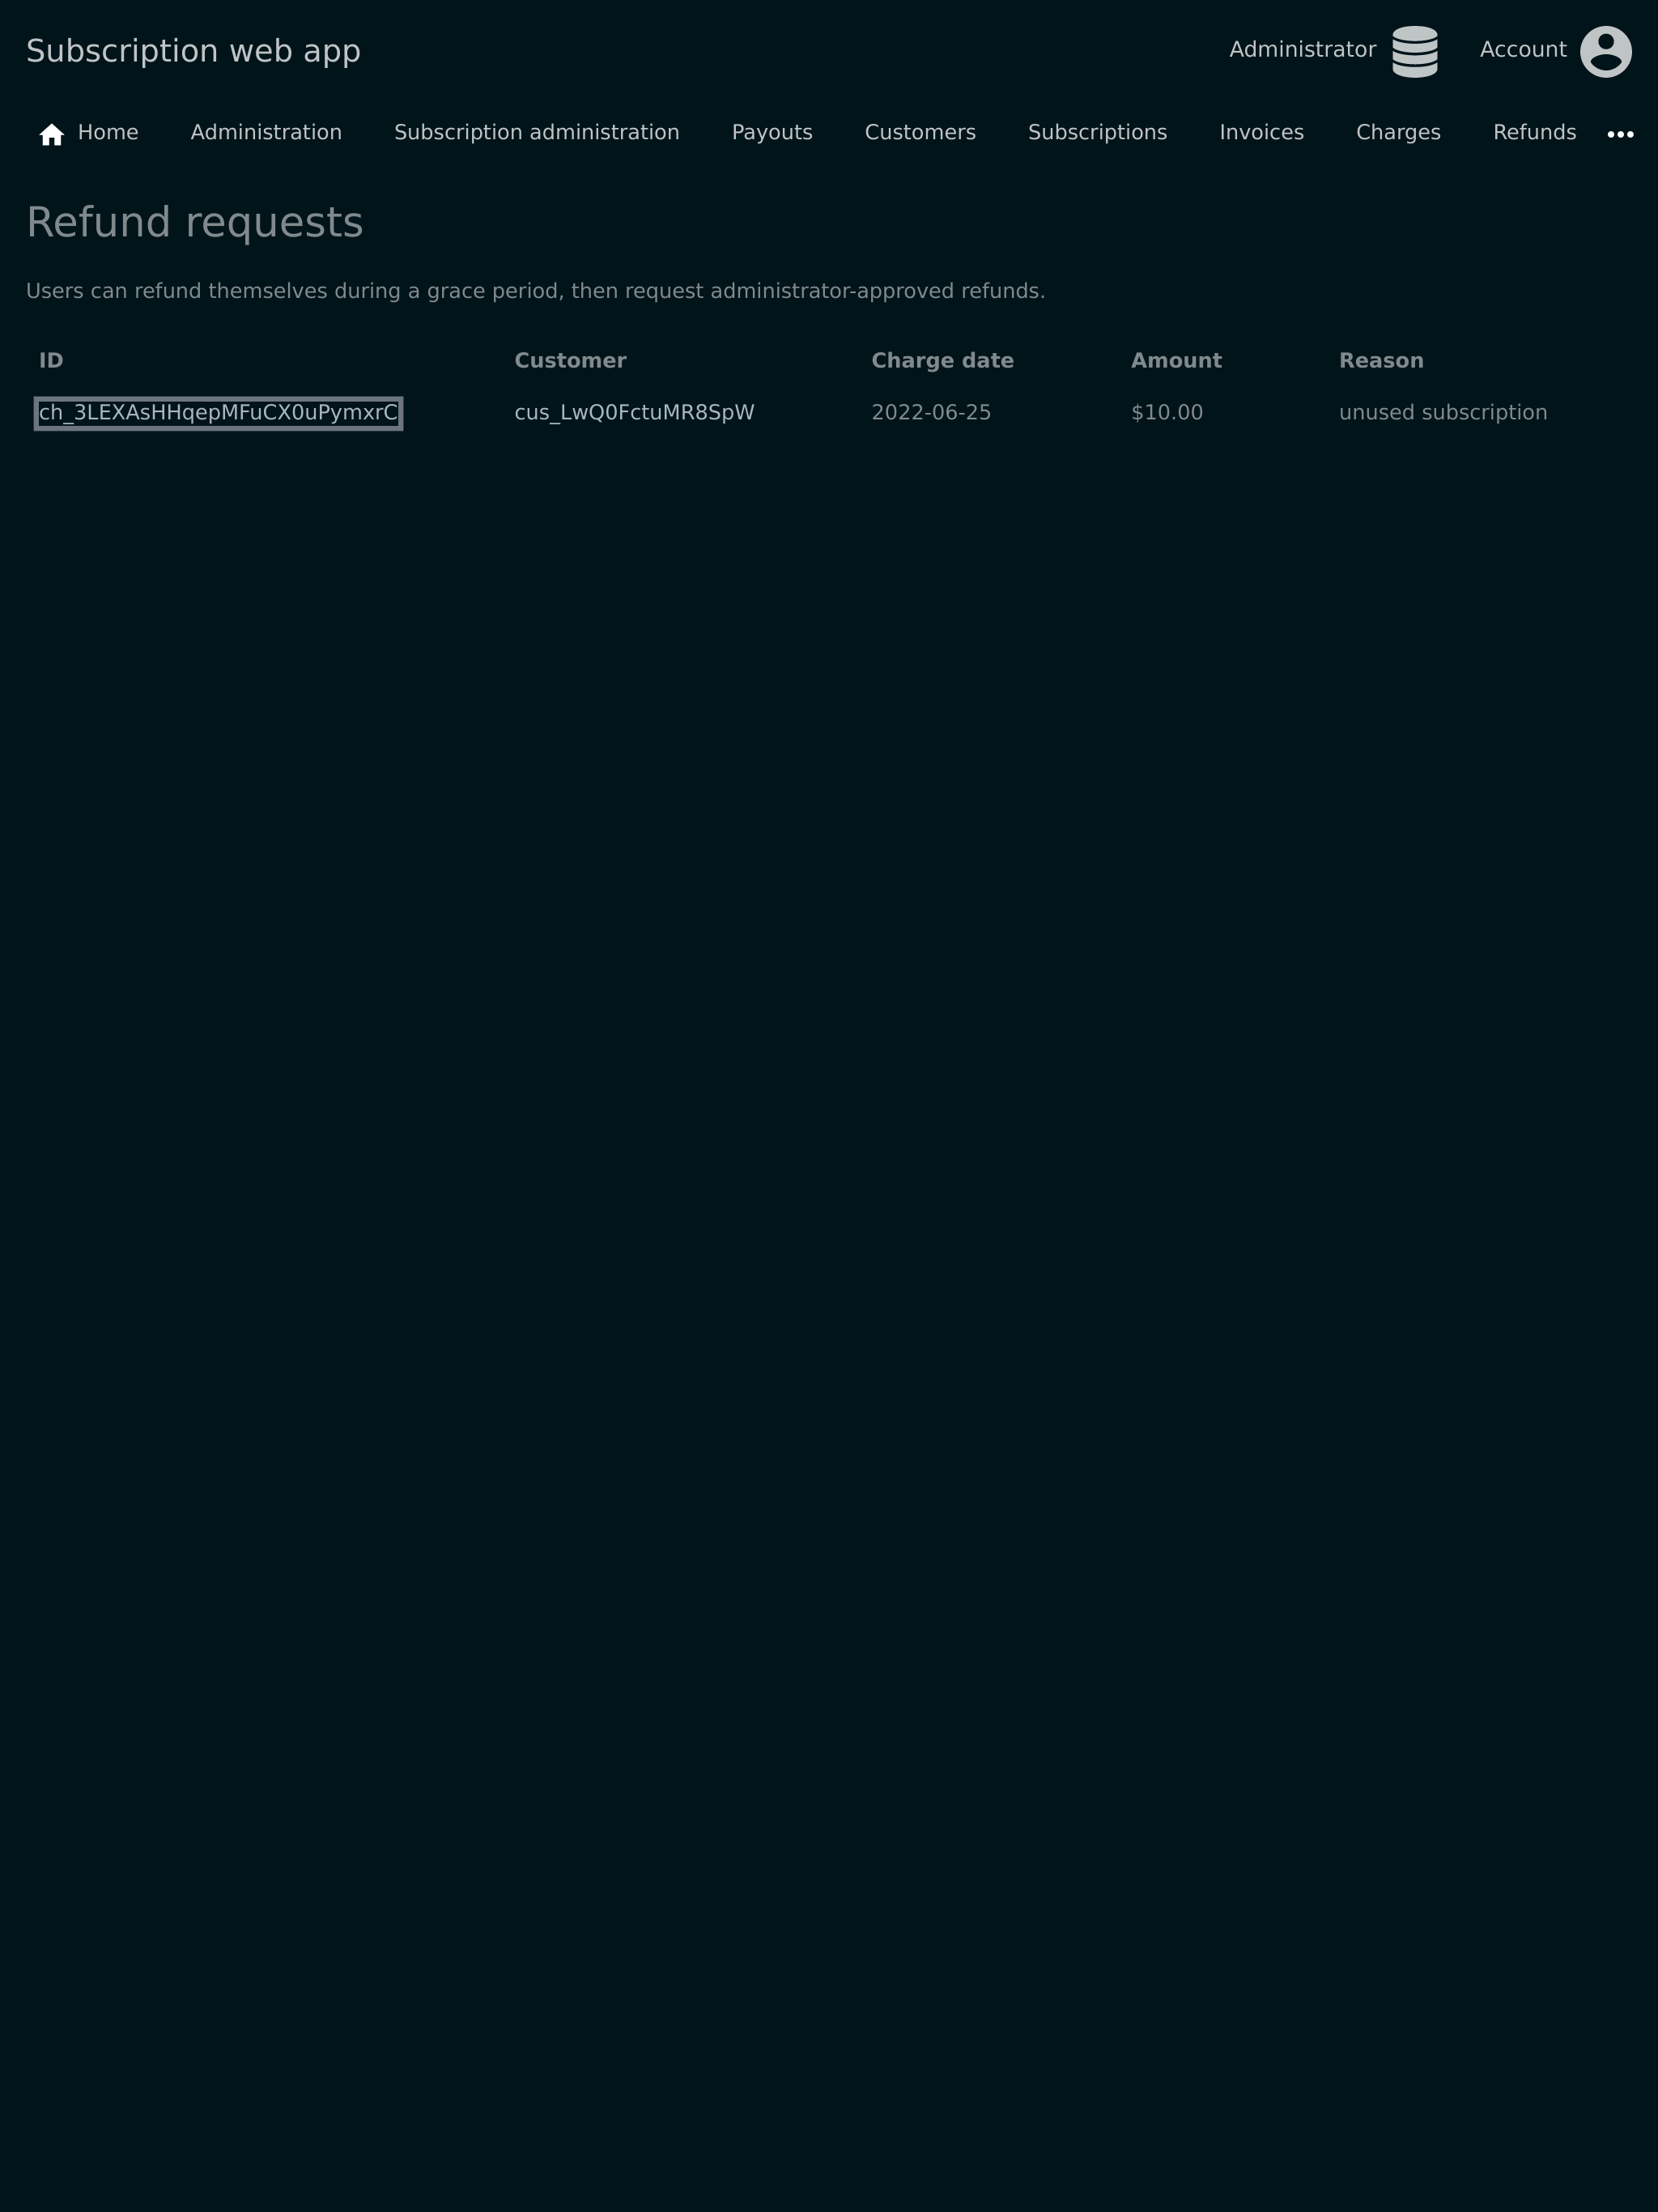 Subscription web app Administrator Account
Home Administration Subscription administration Payouts Customers Subscriptions Invoices Charges Refunds
Refund requests
Users can refund themselves during a grace period, then request administrator-approved refunds.
ID Customer Charge date Amount Reason
ch_3LEXAsHHqepMFuCX0uPymxrC cus_LwQ0FctuMR8SpW 2022-06-25 $10.00 unused subscription